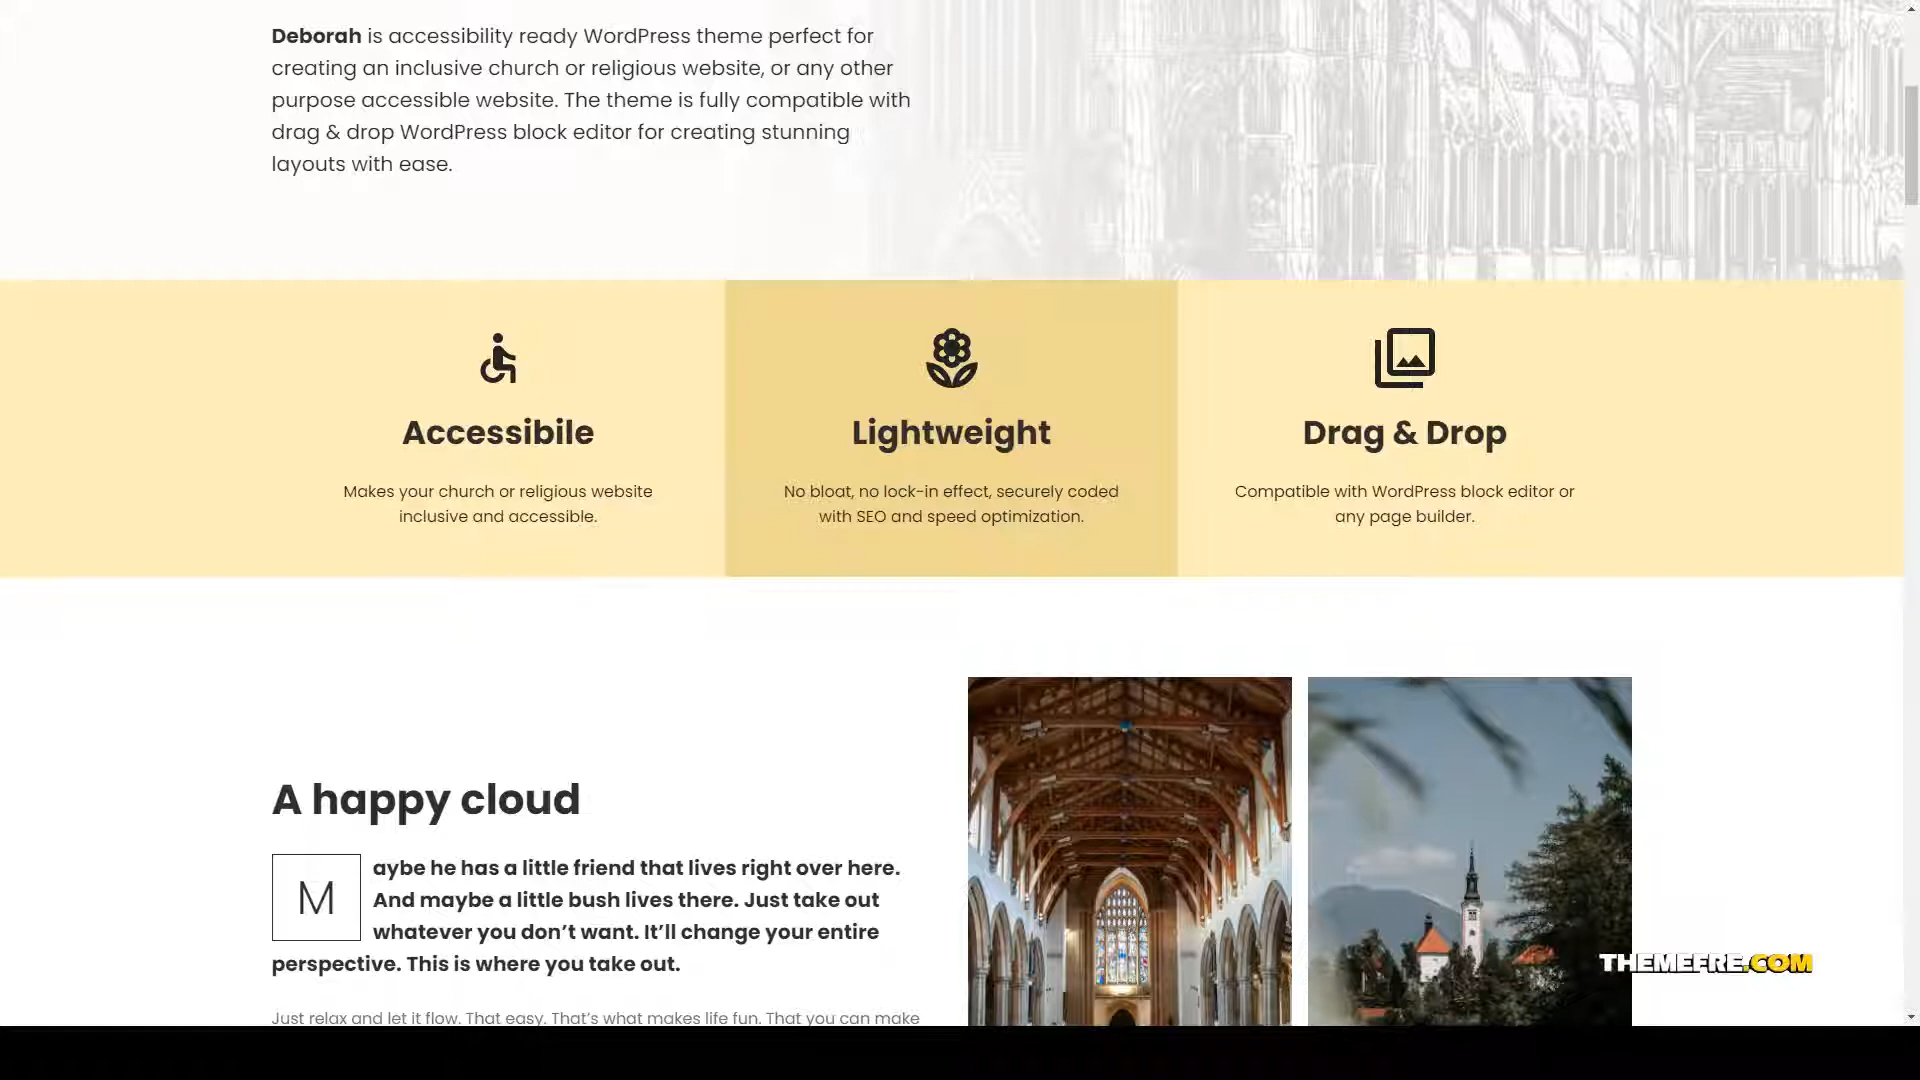 Deborah is accessibility ready WordPress theme perfect for
creating an inclusive church or religious website, or any other
purpose accessible website. The theme is fully compatible with
drag & drop WordPress block editor for creating stunning
layouts with ease.
Accessibile
Makes your church or religious website
inclusive and accessible.
Lightweight
No bloat, no lock-in effect, securely coded
with SEO and speed optimization.
Drag & Drop
Compatible with WordPress block editor or
any page builder.
A happy cloud
Maybe he has a little friend that lives right over here.
And maybe a little bush lives there. Just take out
whatever you don’t want. It’ll change your entire
perspective. This is where you take out.
Just relax and let it flow. That easy. That’s what makes life fun. That you can make
THEMEFRE.COM